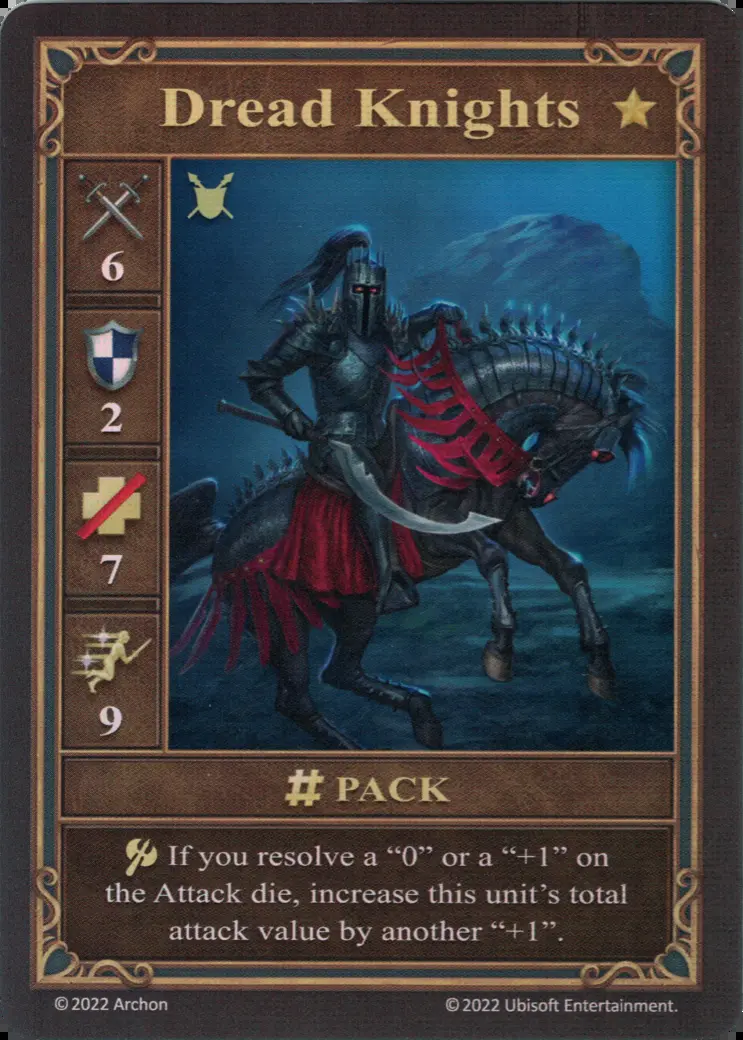 Dread Knights
6
2
7
9
# PACK
If you resolve a “0” or a “+1” on
the Attack die, increase this unit’s total
attack value by another “+1”.
©2022 Archon
©2022 Ubisoft Entertainment.